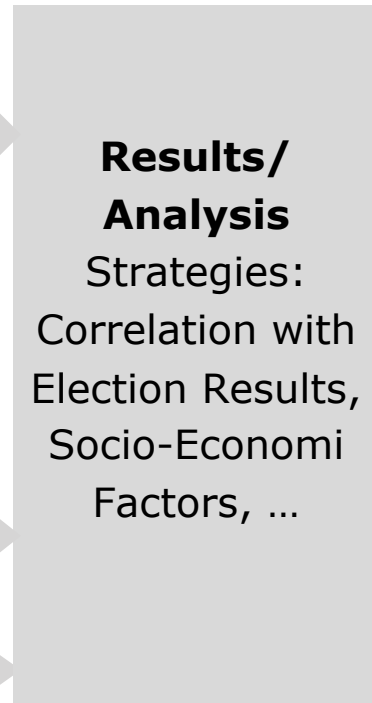 Results/
Analysis
Strategies:
Correlation with
Election Results,
Socio-Economi
Factors, …